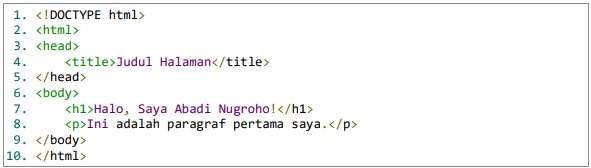 1. <!DOCTYPE html>
2. <html>
3. <head>
4.     <title>Judul Halaman</title>
5. </head>
6. <body>
7.     <h1>Halo, Saya Abadi Nugroho!</h1>
8.     <p>Ini adalah paragraf pertama saya.</p>
9. </body>
10. </html>